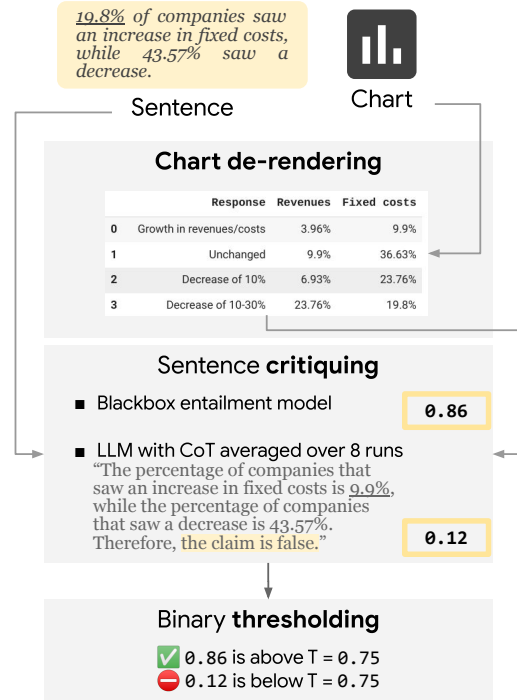 19.8% of companies saw
an increase in fixed costs,
while 43.57% saw a
decrease.
Sentence
Chart
Chart de-rendering
Response Revenues Fixed costs
0 Growth in revenues/costs 3.96% 9.9%
1 Unchanged 9.9% 36.63%
2 Decrease of 10% 6.93% 23.76%
3 Decrease of 10-30% 23.76% 19.8%
Sentence critiquing
■ Blackbox entailment model
0.86
■ LLM with CoT averaged over 8 runs
“The percentage of companies that
saw an increase in fixed costs is 9.9%,
while the percentage of companies
that saw a decrease is 43.57%.
Therefore, the claim is false.”
0.12
Binary thresholding
✅ 0.86 is above T = 0.75
⛔ 0.12 is below T = 0.75